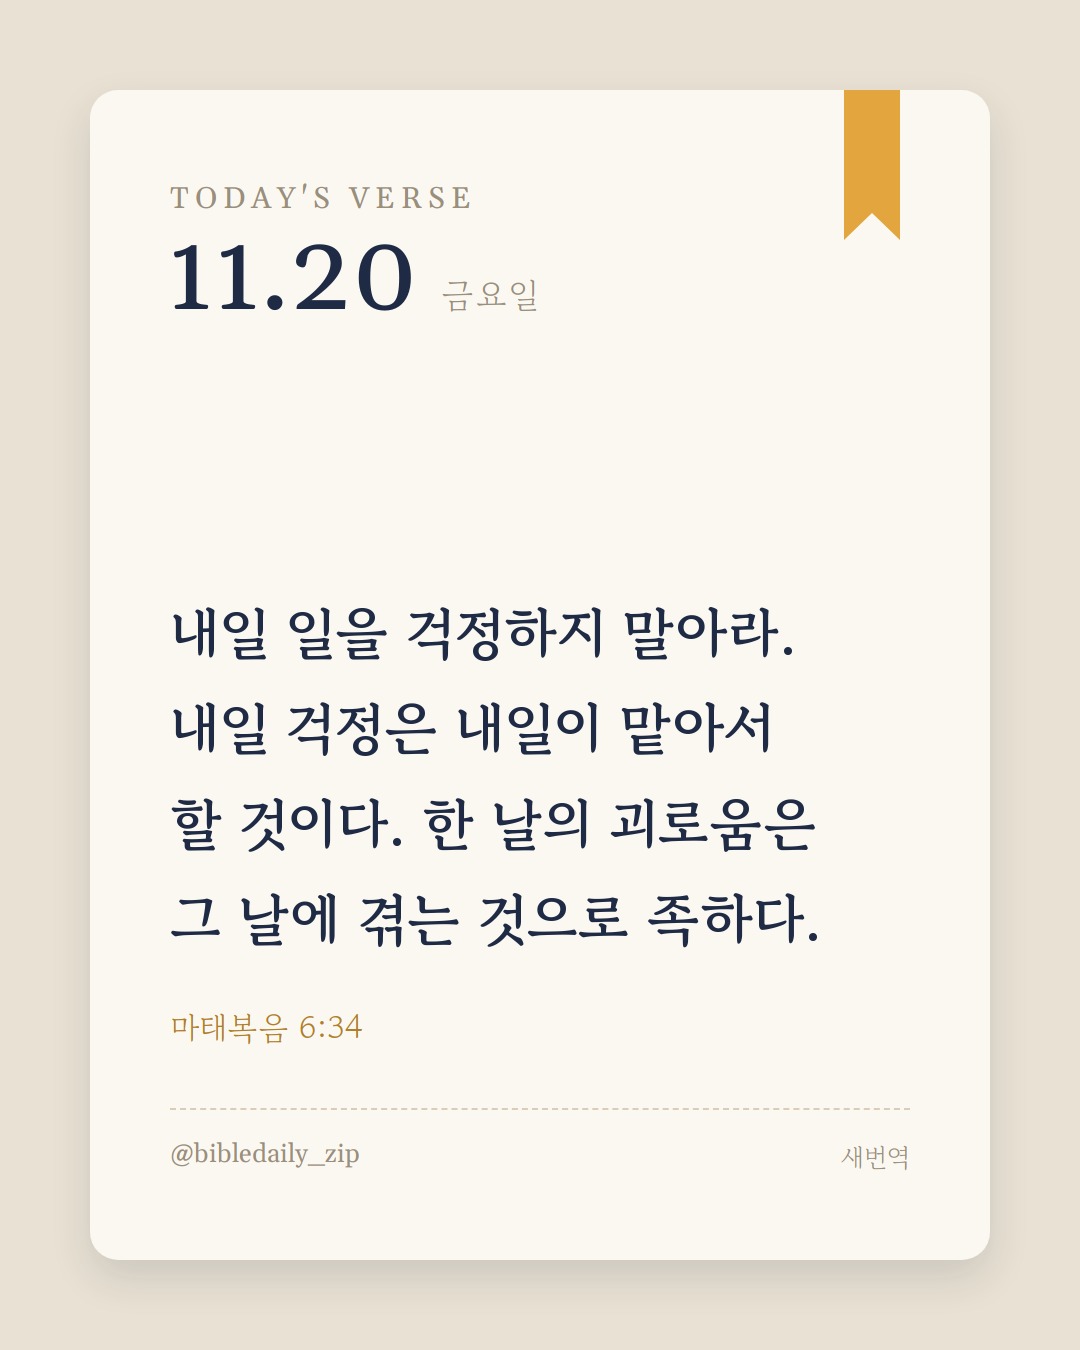 TODAY'S VERSE
11.20 금요일
내일 일을 걱정하지 말아라.
내일 걱정은 내일이 맡아서
할 것이다. 한 날의 괴로움은
그 날에 겪는 것으로 족하다.
마태복음 6:34
@bibledaily_zip 새번역